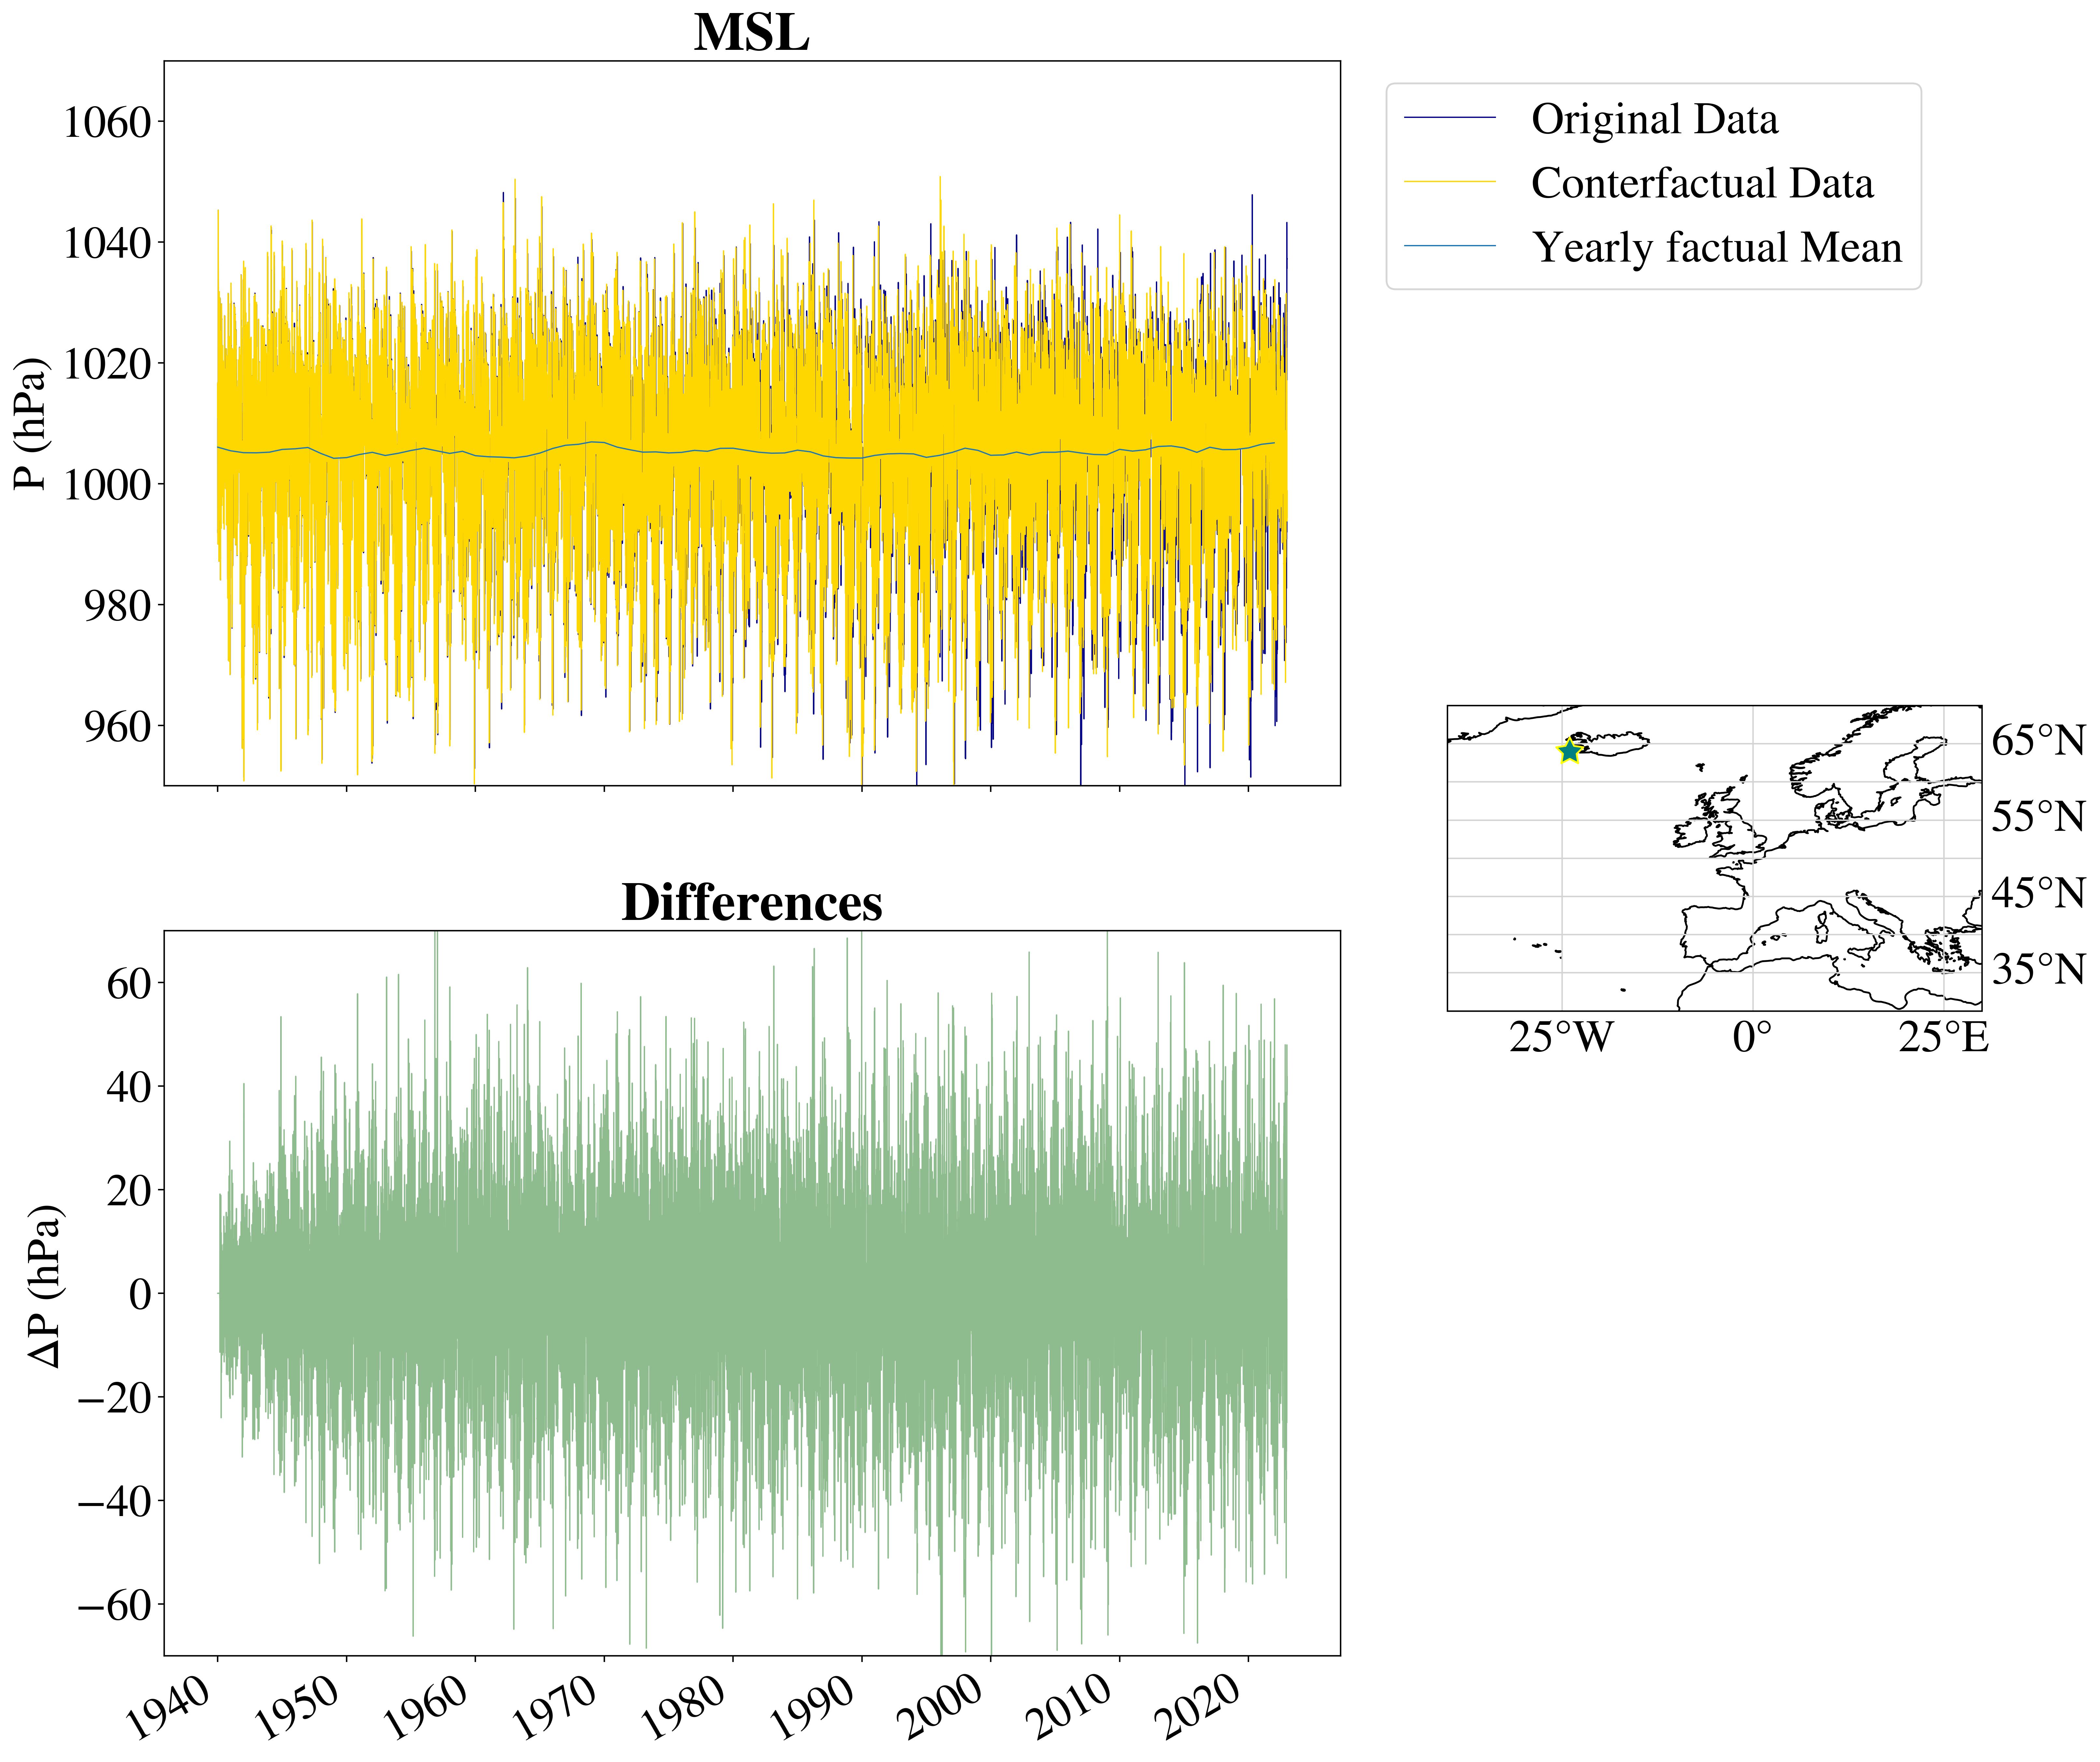 MSL
1060
1040
1020
1000
980
960
P (hPa)
Original Data
Conterfactual Data
Yearly factual Mean
65°N
55°N
45°N
35°N
25°W 0° 25°E
Differences
60
40
20
0
−20
−40
−60
ΔP (hPa)
1940 1950 1960 1970 1980 1990 2000 2010 2020